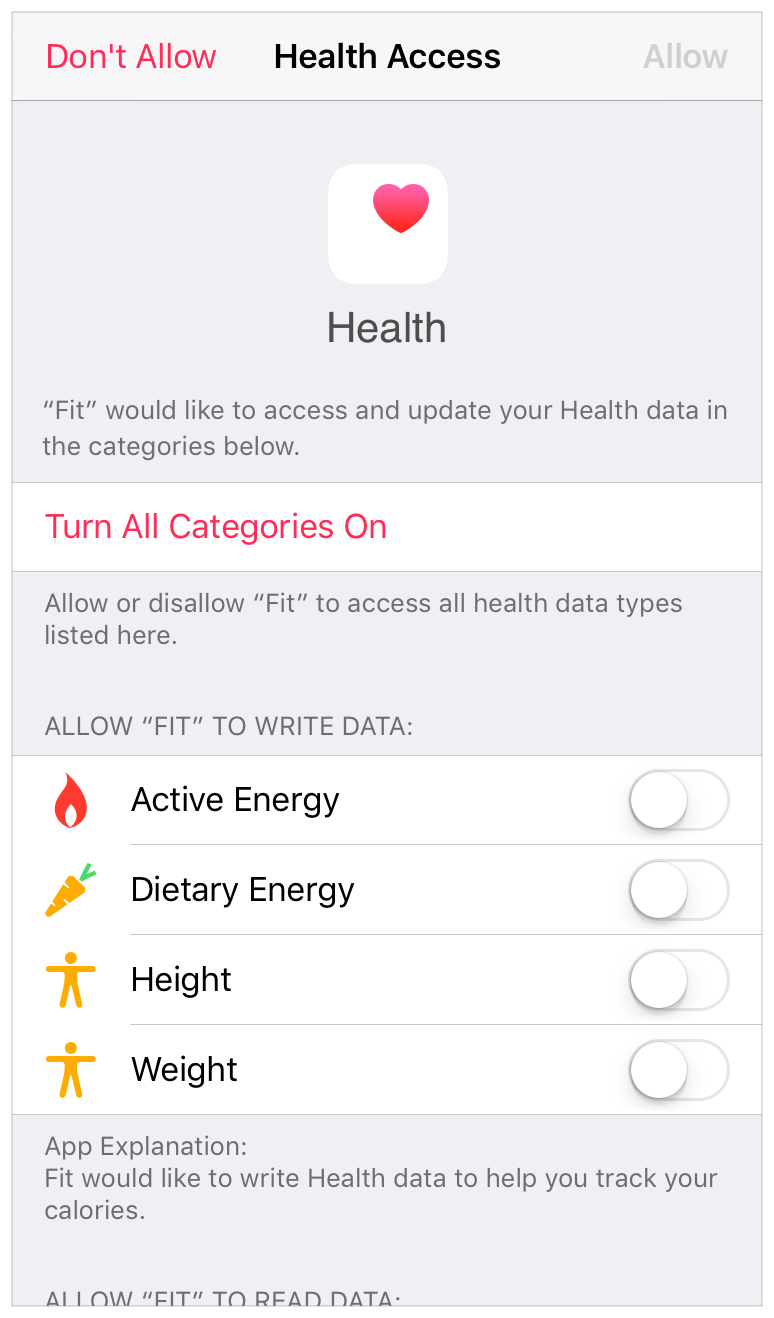 Don't Allow Health Access Allow
Health
“Fit” would like to access and update your Health data in
the categories below.
Turn All Categories On
Allow or disallow “Fit” to access all health data types
listed here.
ALLOW “FIT” TO WRITE DATA:
Active Energy
Dietary Energy
Height
Weight
App Explanation:
Fit would like to write Health data to help you track your
calories.
ALLOW “FIT” TO READ DATA: